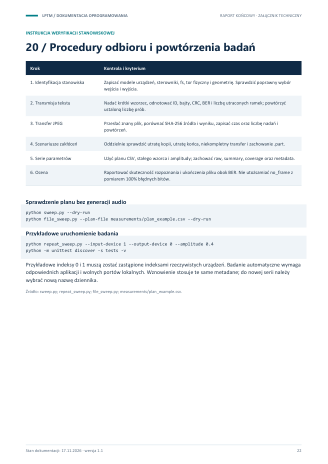 LPTW / DOKUMENTACJA OPROGRAMOWANIA
RAPORT KOŃCOWY · ZAŁĄCZNIK TECHNICZNY
INSTRUKCJA WERYFIKACJI STANOWISKOWEJ
20 / Procedury odbioru i powtórzenia badań
Krok Kontrola i kryterium
1. Identyfikacja stanowiska Zapisać modele urządzeń, sterowniki, fs, tor fizyczny i geometrię. Sprawdzić poprawny wybór
wejścia i wyjścia.
2. Transmisja tekstu Nadać krótki wzorzec, odnotować ID, bajty, CRC, BER i liczbę odrzuconych ramek; powtórzyć
ustaloną liczbę prób.
3. Transfer JPEG Przesłać znany plik, porównać SHA-256 źródła i wyniku, zapisać czas oraz liczbę nadań i
powtórzeń.
4. Scenariusze zakłóceń Oddzielnie sprawdzić utratę kopii, utratę końca, niekompletny transfer i zachowanie .part.
5. Serie parametrów Użyć planu CSV, stałego wzorca i amplitudy; zachować raw, summary, coverage oraz metadata.
6. Ocena Raportować skuteczność rozpoznania i ukończenia pliku obok BER. Nie utożsamiać no_frame z
pomiarem 100% błędnych bitów.
Sprawdzenie planu bez generacji audio
python sweep.py --dry-run
python file_sweep.py --plan-file measurements/plan_example.csv --dry-run
Przykładowe uruchomienie badania
python repeat_sweep.py --input-device 1 --output-device 0 --amplitude 0.4
python -m unittest discover -s tests -v
Przykładowe indeksy 0 i 1 muszą zostać zastąpione indeksami rzeczywistych urządzeń. Badanie automatyczne wymaga
odpowiednich aplikacji i wolnych portów lokalnych. Wznowienie stosuje te same metadane; do nowej serii należy
wybrać nową nazwę dziennika.
Źródło: sweep.py; repeat_sweep.py; file_sweep.py; measurements/plan_example.csv.
Stan dokumentacji: 17.11.2020 · wersja 1.1